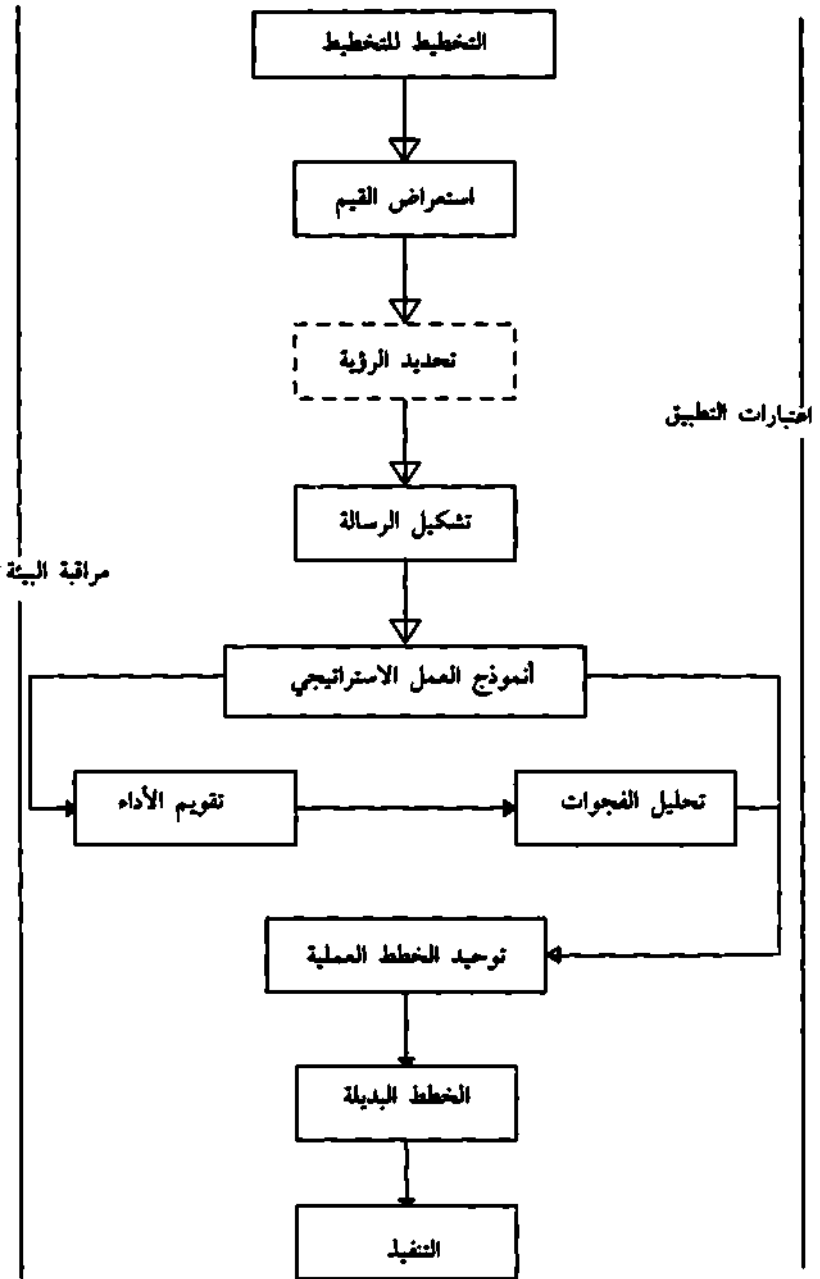 التخطيط للتخطيط
استعراض القيم
تحديد الرؤية
اختبارات التطبيق
تشكيل الرسالة
مراقبة البيئة
أنموذج العمل الاستراتيجي
تحليل الفجوات
تقويم الأداء
توحيد الخطط العملية
الخطط البديلة
التنفيذ